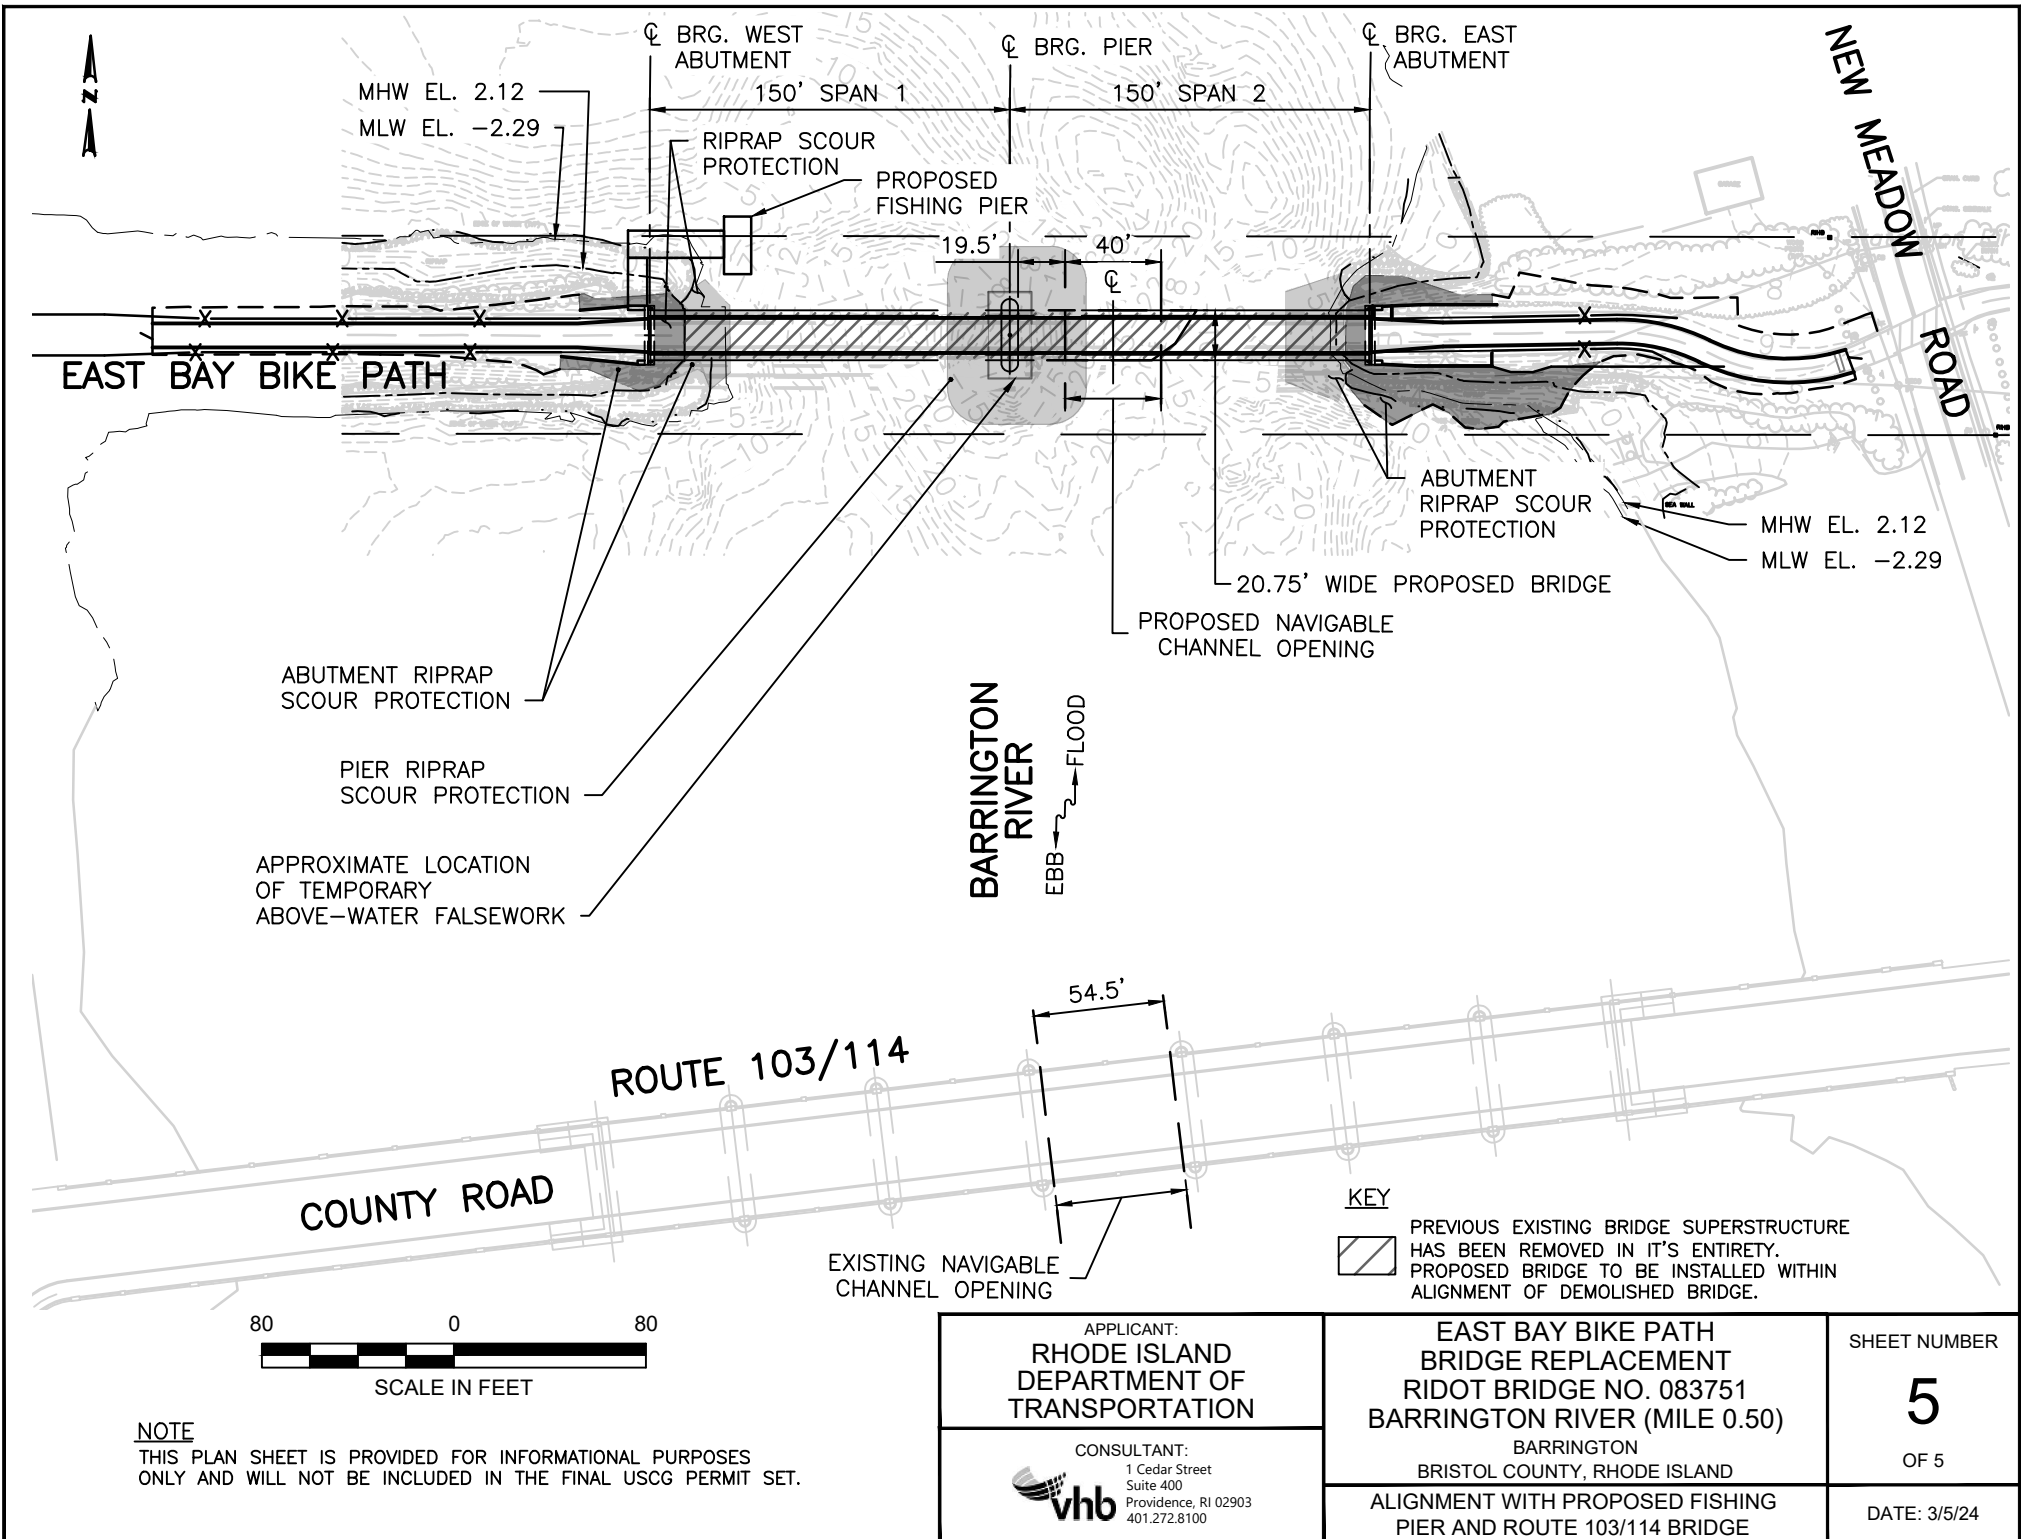 ℄ BRG. WEST
ABUTMENT
℄ BRG. PIER
℄ BRG. EAST
ABUTMENT
N
MHW EL. 2.12
MLW EL. -2.29
150' SPAN 1
150' SPAN 2
RIPRAP SCOUR
PROTECTION
PROPOSED
FISHING PIER
19.5'
40'
℄
NEW MEADOW
ROAD
EAST BAY BIKE PATH
SEA WALL
ABUTMENT
RIPRAP SCOUR
PROTECTION
MHW EL. 2.12
MLW EL. -2.29
20.75' WIDE PROPOSED BRIDGE
PROPOSED NAVIGABLE
CHANNEL OPENING
ABUTMENT RIPRAP
SCOUR PROTECTION
PIER RIPRAP
SCOUR PROTECTION
APPROXIMATE LOCATION
OF TEMPORARY
ABOVE-WATER FALSEWORK
BARRINGTON
RIVER
EBB
FLOOD
54.5'
ROUTE 103/114
COUNTY ROAD
EXISTING NAVIGABLE
CHANNEL OPENING
KEY
PREVIOUS EXISTING BRIDGE SUPERSTRUCTURE
HAS BEEN REMOVED IN IT'S ENTIRETY.
PROPOSED BRIDGE TO BE INSTALLED WITHIN
ALIGNMENT OF DEMOLISHED BRIDGE.
80 0 80
SCALE IN FEET
NOTE
THIS PLAN SHEET IS PROVIDED FOR INFORMATIONAL PURPOSES
ONLY AND WILL NOT BE INCLUDED IN THE FINAL USCG PERMIT SET.
APPLICANT:
RHODE ISLAND
DEPARTMENT OF
TRANSPORTATION
CONSULTANT:
vhb
1 Cedar Street
Suite 400
Providence, RI 02903
401.272.8100
EAST BAY BIKE PATH
BRIDGE REPLACEMENT
RIDOT BRIDGE NO. 083751
BARRINGTON RIVER (MILE 0.50)
BARRINGTON
BRISTOL COUNTY, RHODE ISLAND
ALIGNMENT WITH PROPOSED FISHING
PIER AND ROUTE 103/114 BRIDGE
SHEET NUMBER
5
OF 5
DATE: 3/5/24